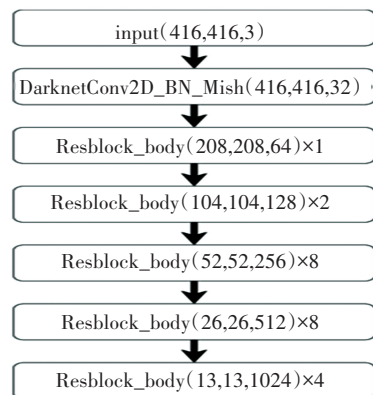 input(416,416,3)
DarknetConv2D_BN_Mish(416,416,32)
Resblock_body(208,208,64)×1
Resblock_body(104,104,128)×2
Resblock_body(52,52,256)×8
Resblock_body(26,26,512)×8
Resblock_body(13,13,1024)×4